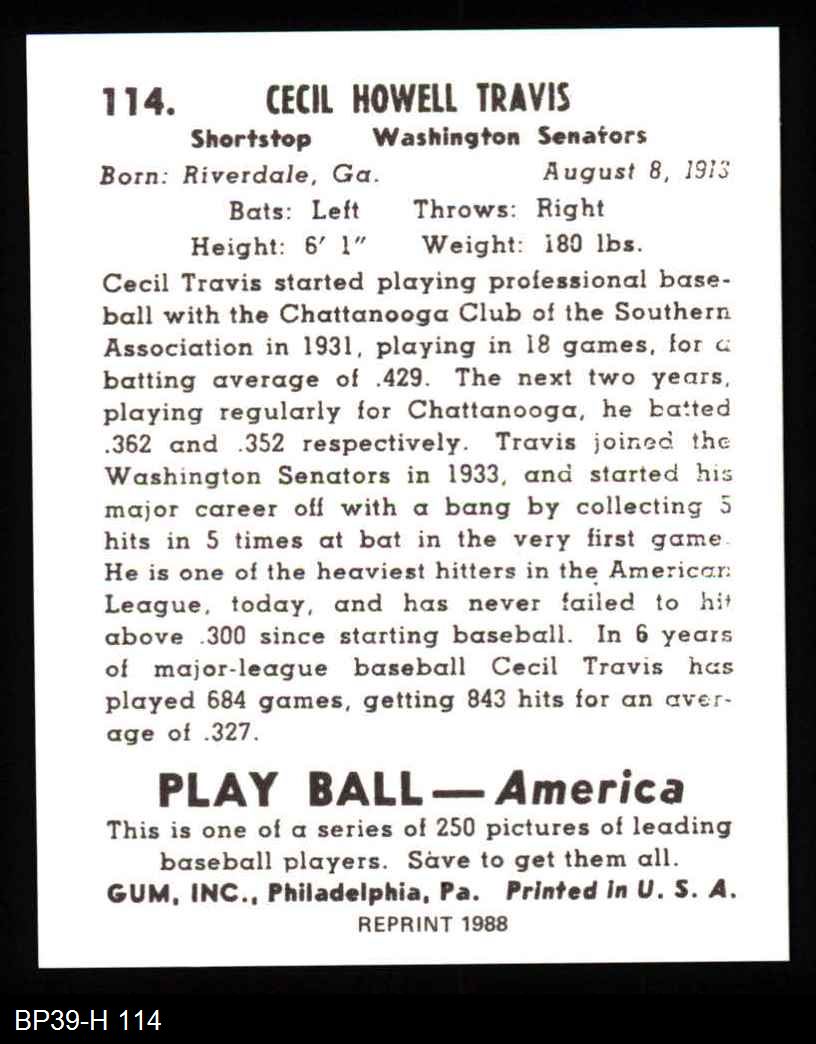 114. CECIL HOWELL TRAVIS
Shortstop Washington Senators
Born: Riverdale, Ga. August 8, 1913
Bats: Left Throws: Right
Height: 6' 1" Weight: 180 lbs.
Cecil Travis started playing professional base-
ball with the Chattanooga Club of the Southern
Association in 1931, playing in 18 games, for a
batting average of .429. The next two years,
playing regularly for Chattanooga, he batted
.362 and .352 respectively. Travis joined the
Washington Senators in 1933, and started his
major career off with a bang by collecting 5
hits in 5 times at bat in the very first game.
He is one of the heaviest hitters in the American
League, today, and has never failed to hit
above .300 since starting baseball. In 6 years
of major-league baseball Cecil Travis has
played 684 games, getting 843 hits for an aver-
age of .327.
PLAY BALL—America
This is one of a series of 250 pictures of leading
baseball players. Save to get them all.
GUM, INC., Philadelphia, Pa. Printed in U. S. A.
REPRINT 1988
BP39-H 114